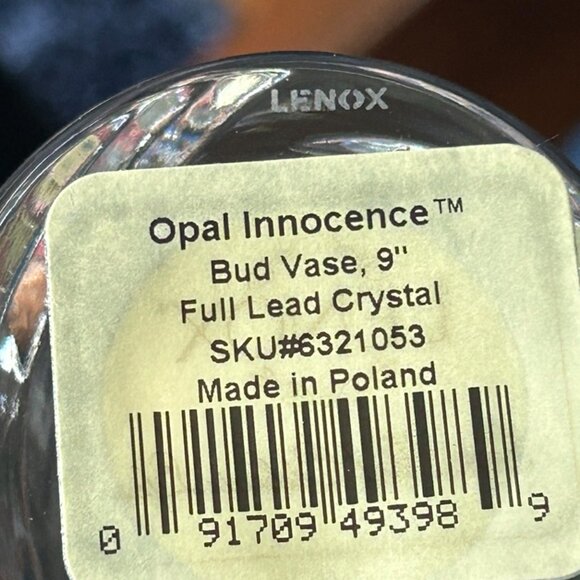 LENOX
Opal Innocence™
Bud Vase, 9"
Full Lead Crystal
SKU#6321053
Made in Poland
0 91709 49398 9